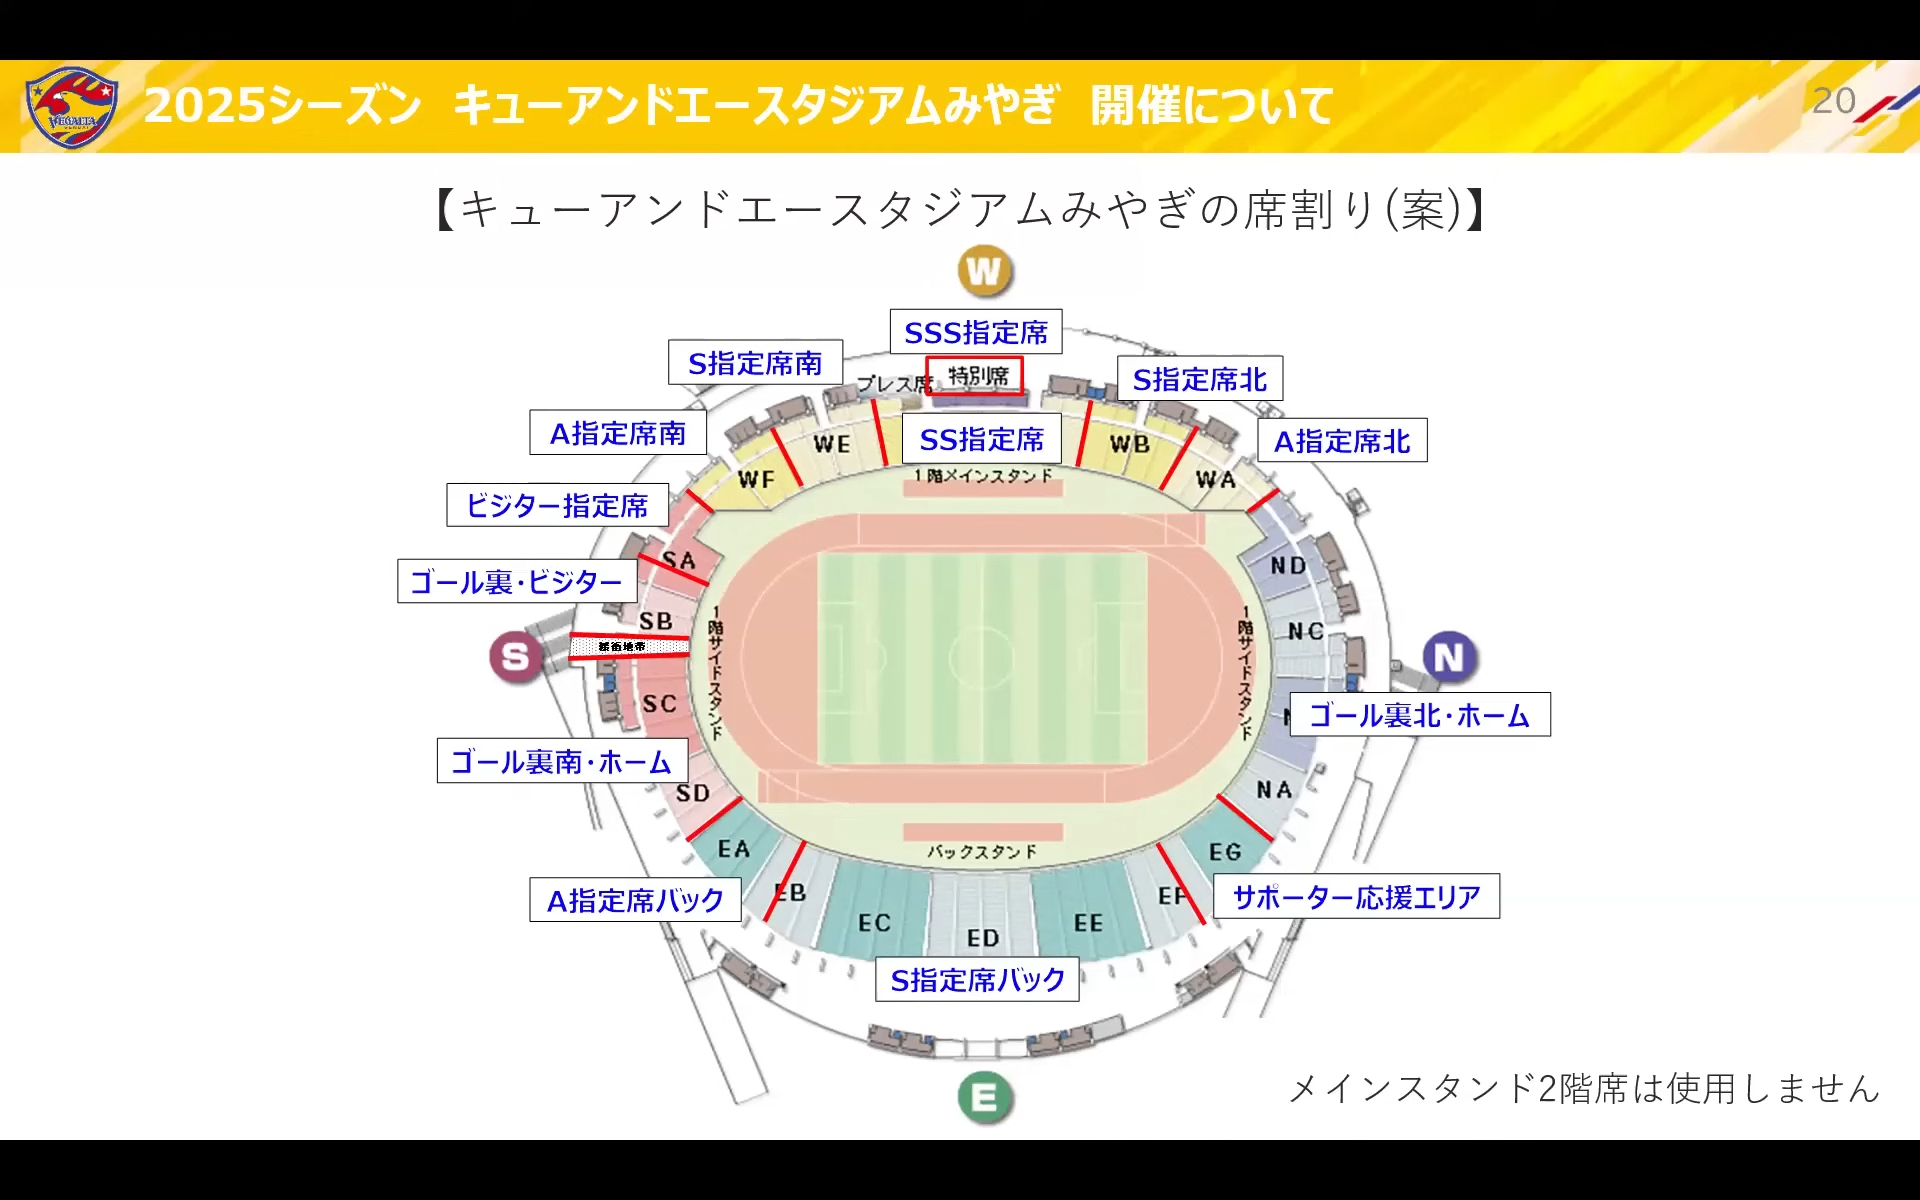 2025シーズン キューアンドエースタジアムみやぎ 開催について
20
VEGALTA
SENDAI
【キューアンドエースタジアムみやぎの席割り(案)】
W
SSS指定席
S指定席南
プレス席
特別席
S指定席北
A指定席南
WE
SS指定席
WB
A指定席北
WF
1階メインスタンド
WA
ビジター指定席
SA
ND
ゴール裏・ビジター
SB
1階サイドスタンド
1階サイドスタンド
NC
S
緩衝地帯
N
SC
ゴール裏北・ホーム
ゴール裏南・ホーム
SD
NA
EA
バックスタンド
EG
A指定席バック
EB
EC
ED
EE
EF
サポーター応援エリア
S指定席バック
E
メインスタンド2階席は使用しません